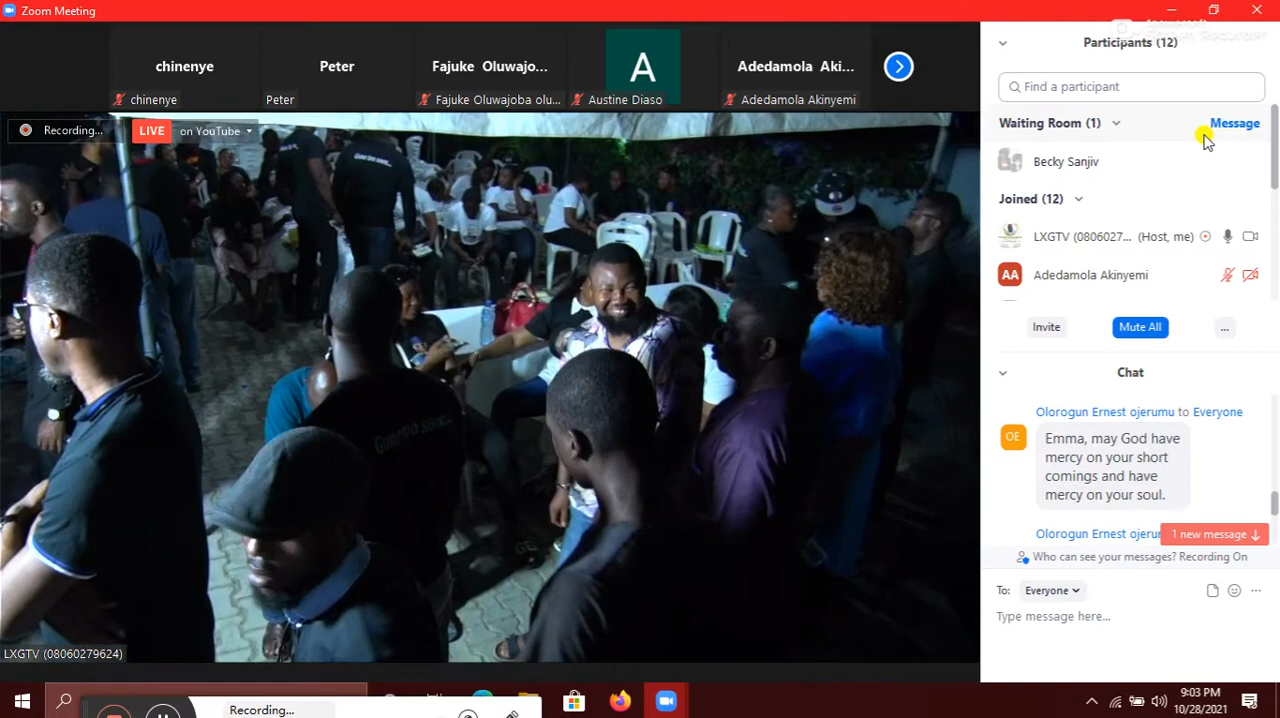 Zoom Meeting
chinenye
Peter
Fajuke Oluwajo...
A
Adedamola Aki...
chinenye
Peter
Fajuke Oluwajoba olu...
Austine Diaso
Adedamola Akinyemi
Recording...
LIVE
on YouTube
LXGTV (08060279624)
Participants (12)
Find a participant
Waiting Room (1)
Message
Becky Sanjiv
Joined (12)
LXGTV (0806027... (Host, me)
AA
Adedamola Akinyemi
Invite
Mute All
...
Chat
Olorogun Ernest ojerumu to Everyone
OE
Emma, may God have
mercy on your short
comings and have
mercy on your soul.
Olorogun Ernest
1 new message
Who can see your messages? Recording On
To: Everyone
Type message here...
Recording...
9:03 PM
10/28/2021